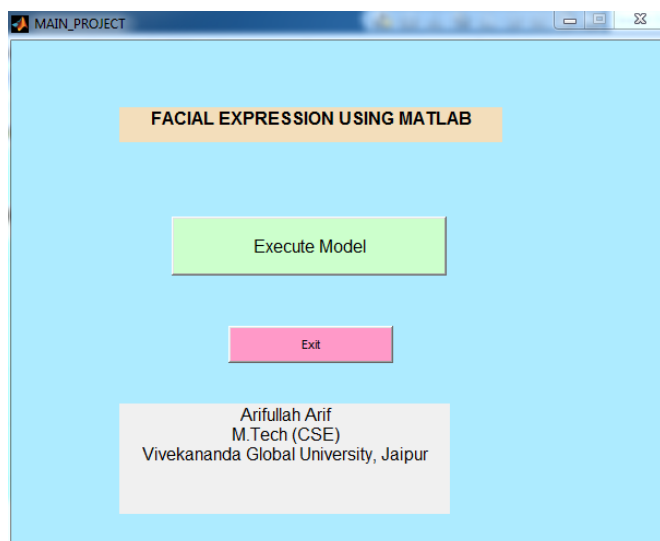 MAIN_PROJECT
FACIAL EXPRESSION USING MATLAB
Execute Model
Exit
Arifullah Arif
M.Tech (CSE)
Vivekananda Global University, Jaipur